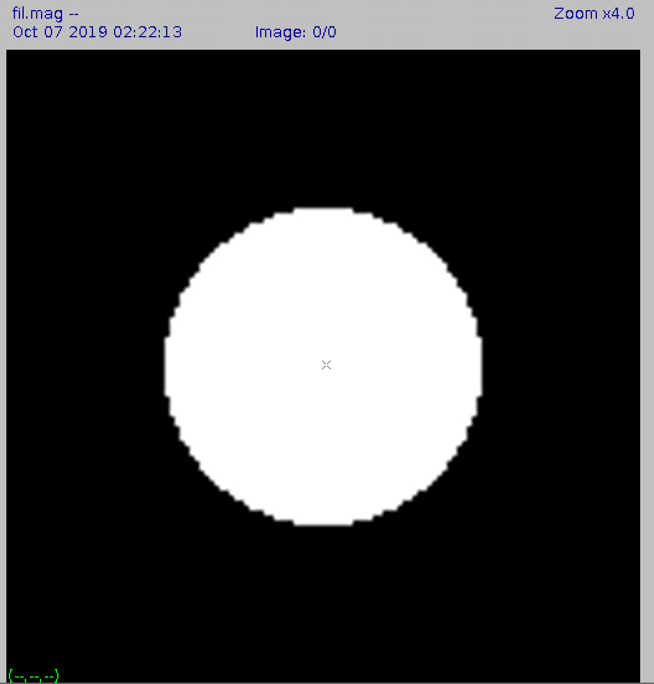 fil.mag --
Zoom x4.0
Oct 07 2019 02:22:13
Image: 0/0
(--,--,--)